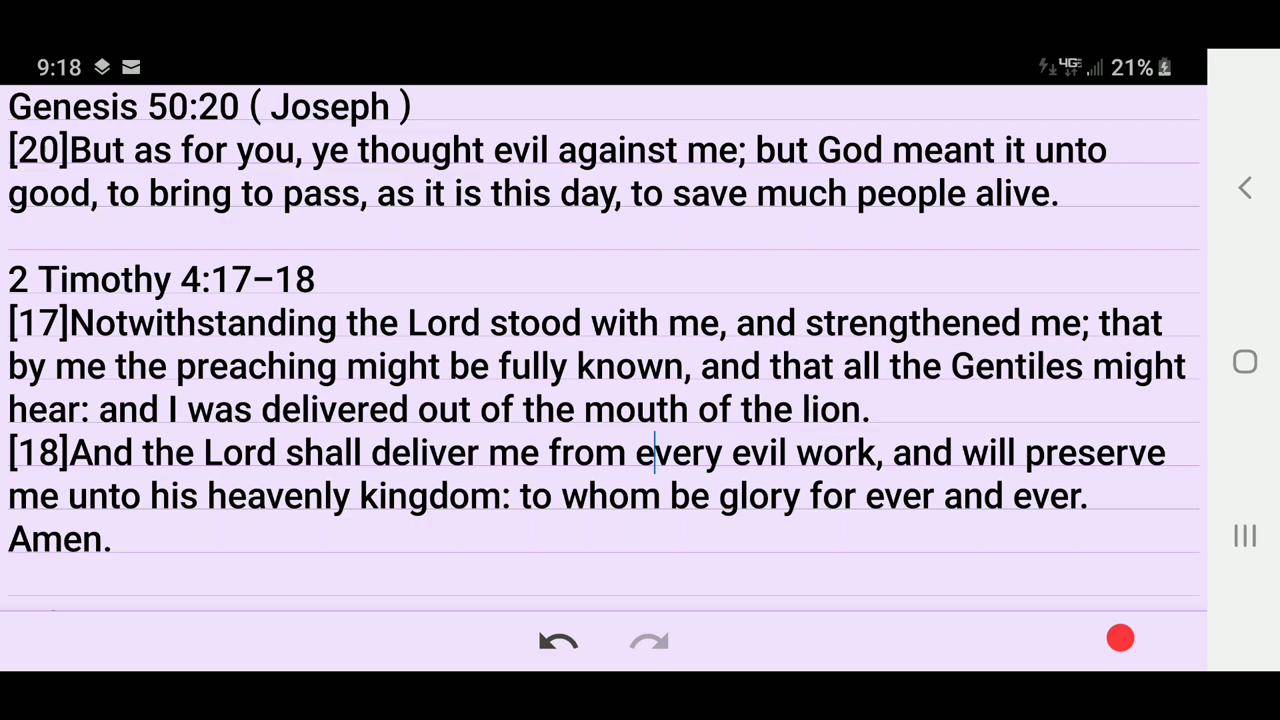 9:18 4G 21%
Genesis 50:20 ( Joseph )
[20]But as for you, ye thought evil against me; but God meant it unto
good, to bring to pass, as it is this day, to save much people alive.
2 Timothy 4:17–18
[17]Notwithstanding the Lord stood with me, and strengthened me; that
by me the preaching might be fully known, and that all the Gentiles might
hear: and I was delivered out of the mouth of the lion.
[18]And the Lord shall deliver me from every evil work, and will preserve
me unto his heavenly kingdom: to whom be glory for ever and ever.
Amen.